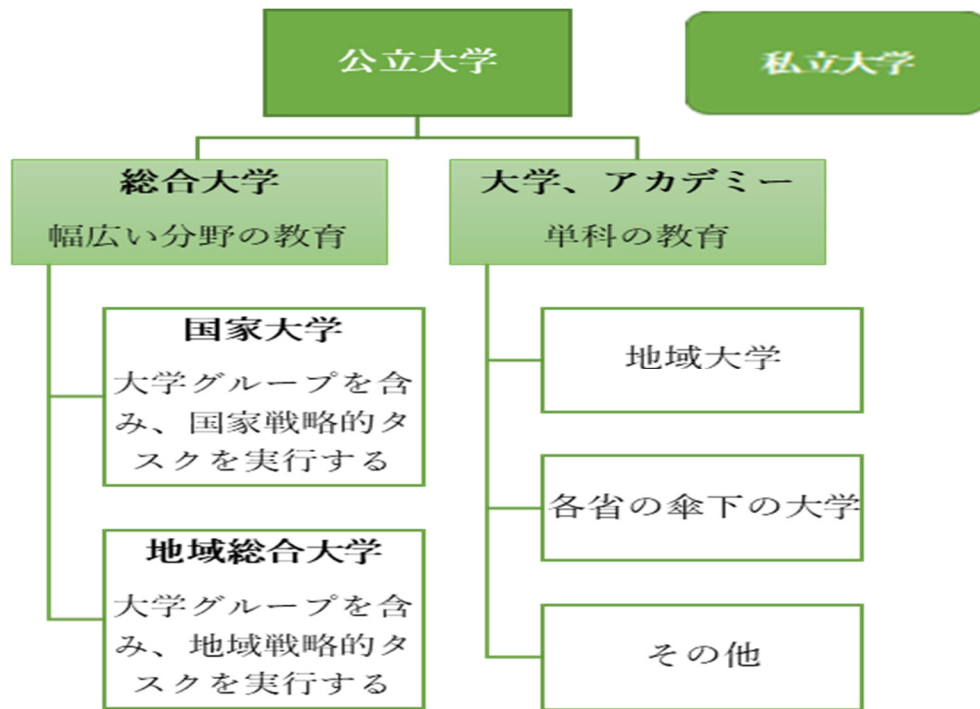 公立大学
私立大学
総合大学
幅広い分野の教育
大学、アカデミー
単科の教育
国家大学
大学グループを含
み、国家戦略的タ
スクを実行する
地域総合大学
大学グループを含
み、地域戦略的タ
スクを実行する
地域大学
各省の傘下の大学
その他